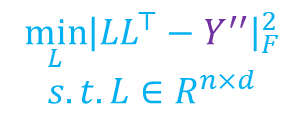 min_L |LL^⊤ − Y′′|_F^2
s.t. L ∈ R^{n×d}